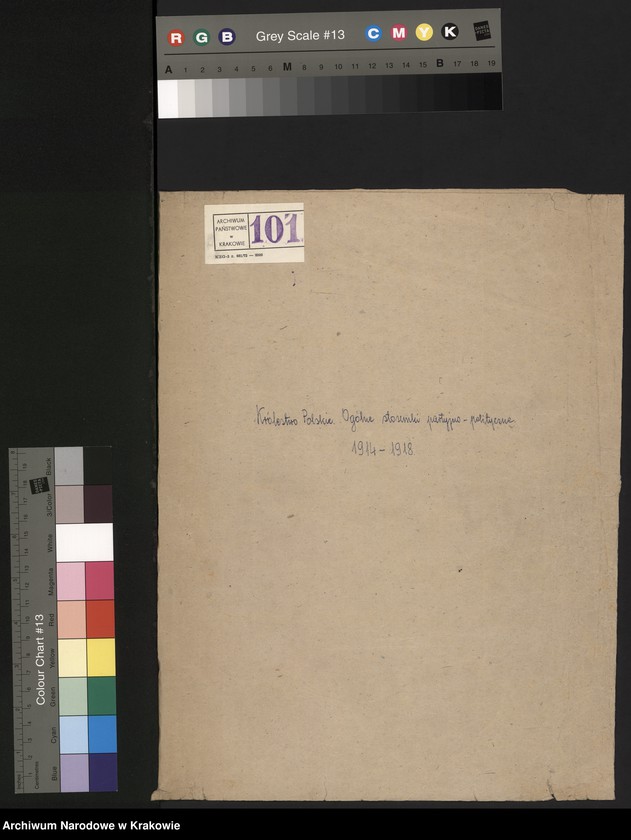 R G B Grey Scale #13 C M Y K
A 1 2 3 4 5 6 M 8 9 10 11 12 13 14 15 B 17 18 19
ARCHIWUM
PAŃSTWOWE
w
KRAKOWIE
101
Królestwo Polskie. Ogólne stosunki partyjno-polityczne
1914-1918
Colour Chart #13
Black
3/Color
White
Magenta
Red
Yellow
Green
Cyan
Blue
Archiwum Narodowe w Krakowie